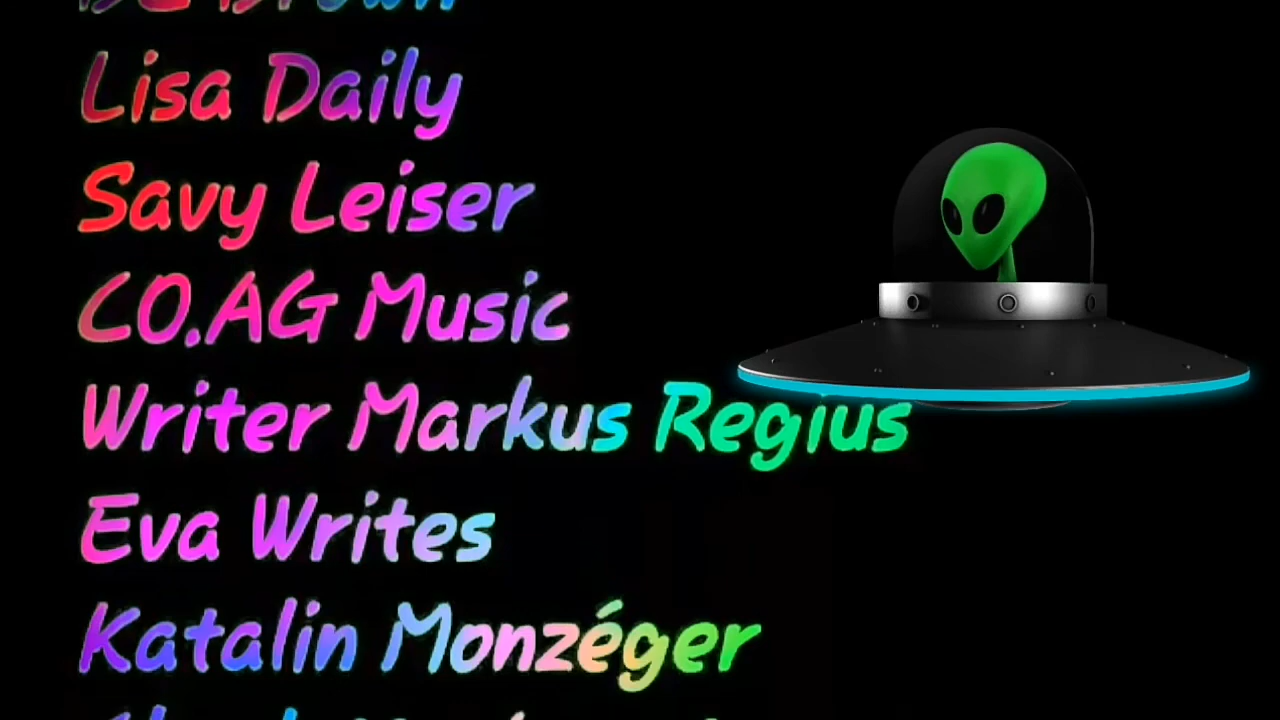 Lisa Daily
Savy Leiser
CO.AG Music
Writer Markus Regius
Eva Writes
Katalin Monzéger